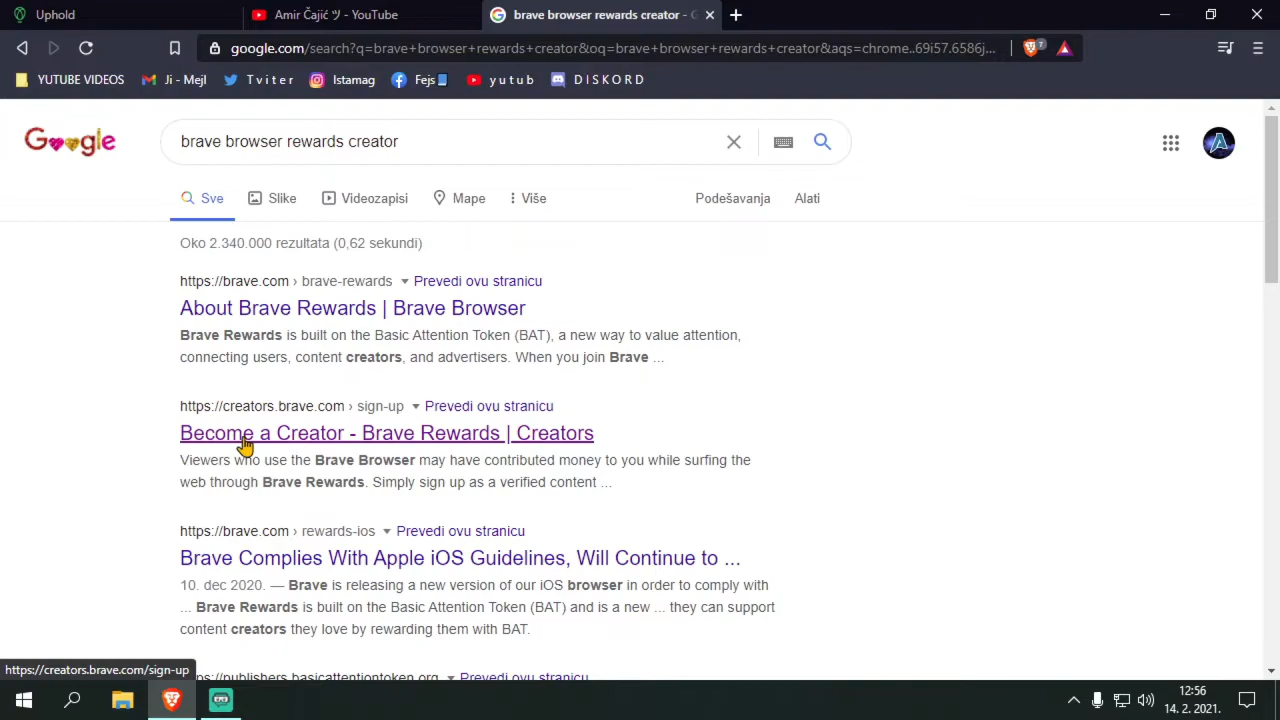 Uphold
Amir Čajić ツ - YouTube
brave browser rewards creator -
google.com/search?q=brave+browser+rewards+creator&oq=brave+browser+rewards+creator&aqs=chrome..69i57.6586j...
7
YUTUBE VIDEOS
Ji - Mejl
T v i t e r
Istamag
Fejs
y u t u b
D I S K O R D
Google
brave browser rewards creator
Sve
Slike
Videozapisi
Mape
Više
Podešavanja
Alati
Oko 2.340.000 rezultata (0,62 sekundi)
https://brave.com › brave-rewards Prevedi ovu stranicu
About Brave Rewards | Brave Browser
Brave Rewards is built on the Basic Attention Token (BAT), a new way to value attention,
connecting users, content creators, and advertisers. When you join Brave ...
https://creators.brave.com › sign-up Prevedi ovu stranicu
Become a Creator - Brave Rewards | Creators
Viewers who use the Brave Browser may have contributed money to you while surfing the
web through Brave Rewards. Simply sign up as a verified content ...
https://brave.com › rewards-ios Prevedi ovu stranicu
Brave Complies With Apple iOS Guidelines, Will Continue to ...
10. dec 2020. — Brave is releasing a new version of our iOS browser in order to comply with
... Brave Rewards is built on the Basic Attention Token (BAT) and is a new ... they can support
content creators they love by rewarding them with BAT.
https://publishers.basicattentiontoken.org Prevedi ovu stranicu
https://creators.brave.com/sign-up
12:56
14. 2. 2021.